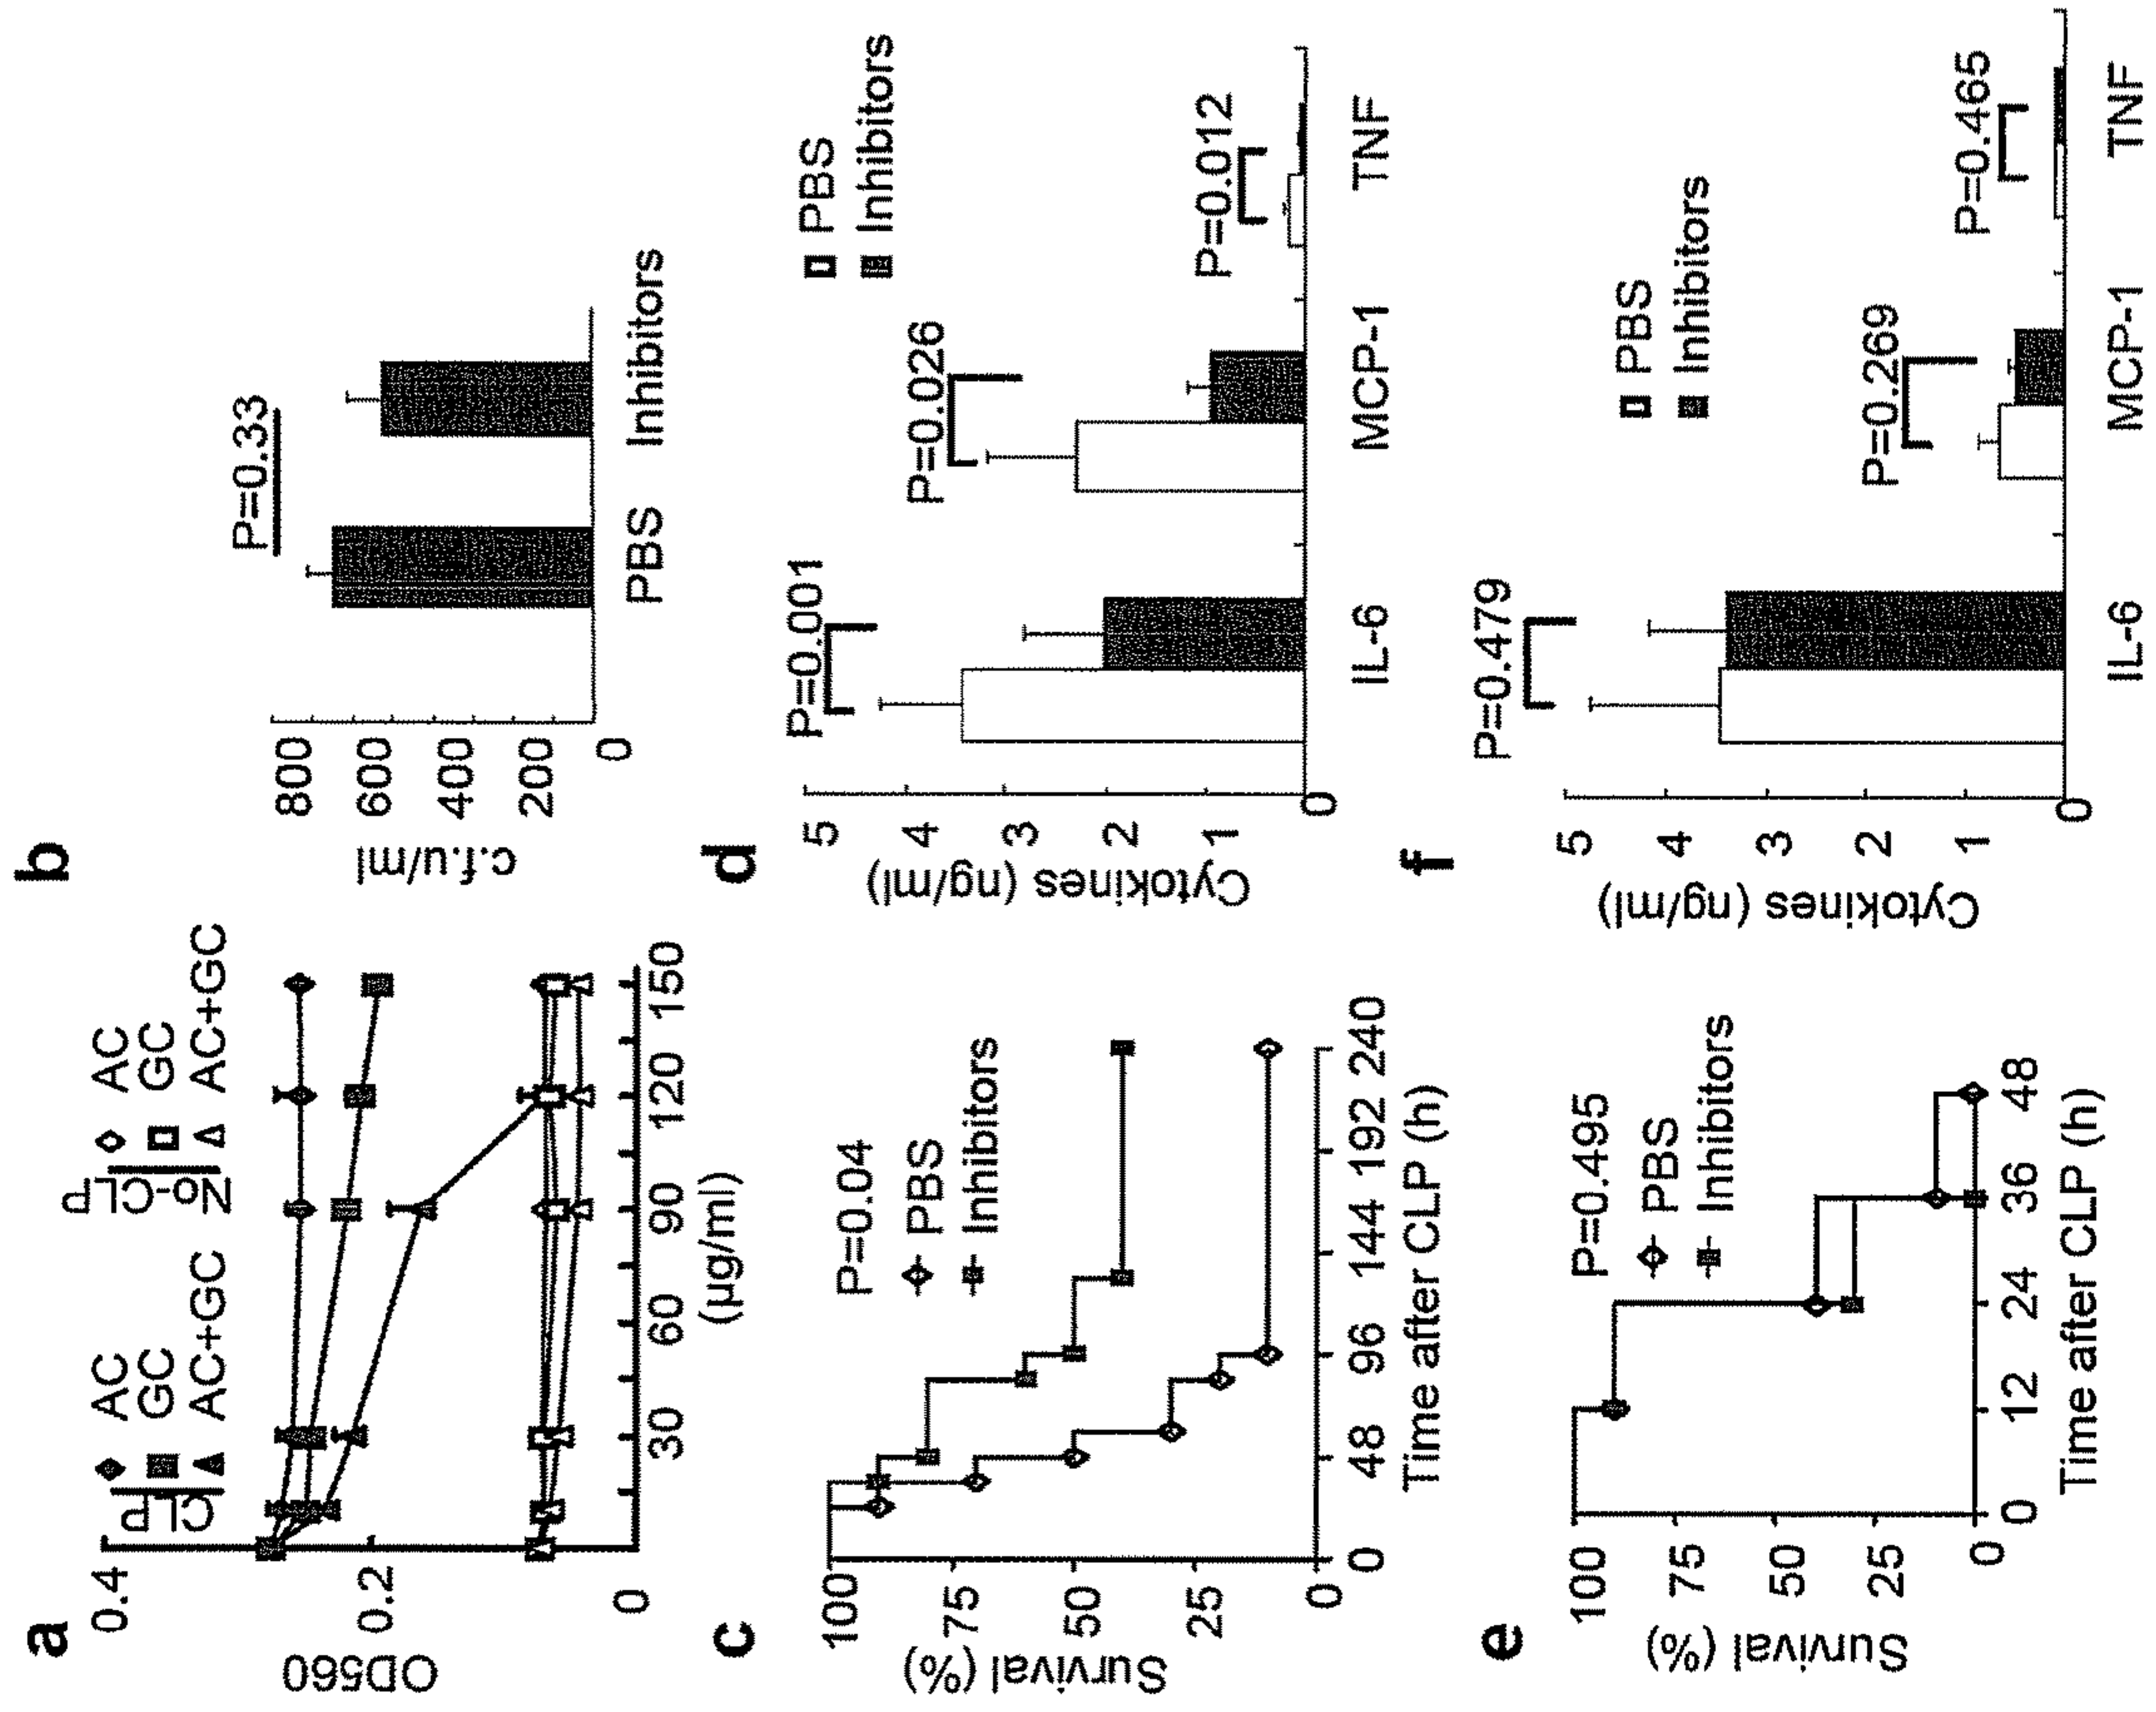 a
CLP
AC
GC
AC+GC
No-CLP
AC
GC
AC+GC
OD560
0.4
0.2
0
30
60
90
120
150
(µg/ml)
b
P=0.33
c.f.u/ml
800
600
400
200
0
PBS
Inhibitors
c
P=0.04
PBS
Inhibitors
Survival (%)
100
75
50
25
0
0
48
96
144
192
240
Time after CLP (h)
d
PBS
Inhibitors
P=0.001
P=0.026
P=0.012
Cytokines (ng/ml)
5
4
3
2
1
0
IL-6
MCP-1
TNF
e
P=0.495
PBS
Inhibitors
Survival (%)
100
75
50
25
0
0
12
24
36
48
Time after CLP (h)
f
PBS
Inhibitors
P=0.479
P=0.269
P=0.465
Cytokines (ng/ml)
5
4
3
2
1
0
IL-6
MCP-1
TNF